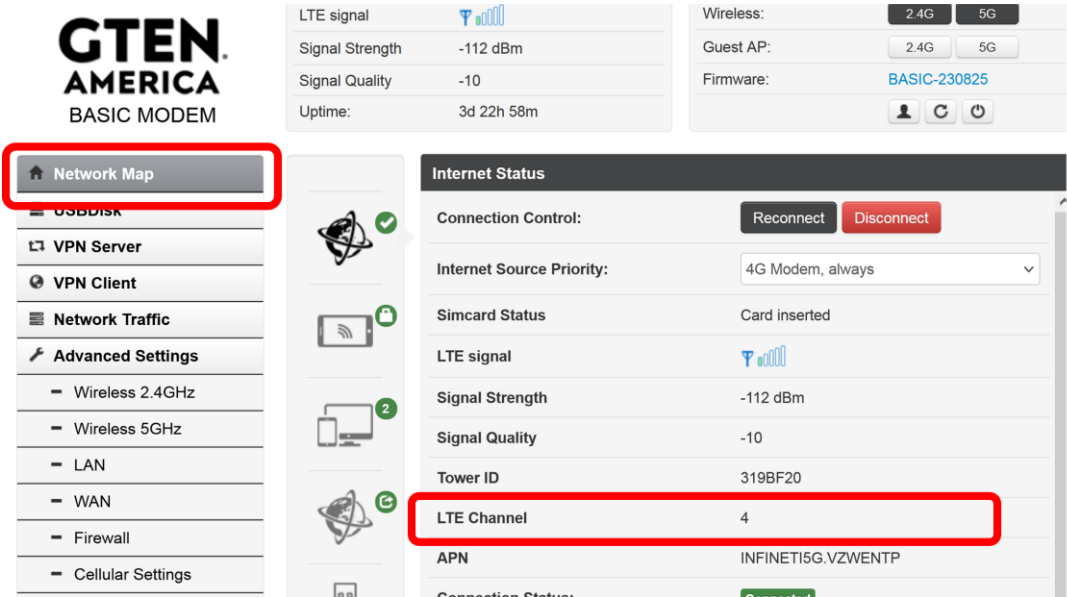 GTEN.
AMERICA
BASIC MODEM
LTE signal
Signal Strength -112 dBm
Signal Quality -10
Uptime: 3d 22h 58m
Wireless: 2.4G 5G
Guest AP: 2.4G 5G
Firmware: BASIC-230825
Network Map
USBDisk
VPN Server
VPN Client
Network Traffic
Advanced Settings
Wireless 2.4GHz
Wireless 5GHz
LAN
WAN
Firewall
Cellular Settings
2
Internet Status
Connection Control: Reconnect Disconnect
Internet Source Priority: 4G Modem, always
Simcard Status Card inserted
LTE signal
Signal Strength -112 dBm
Signal Quality -10
Tower ID 319BF20
LTE Channel 4
APN INFINETI5G.VZWENTP
Connection Status: Connected